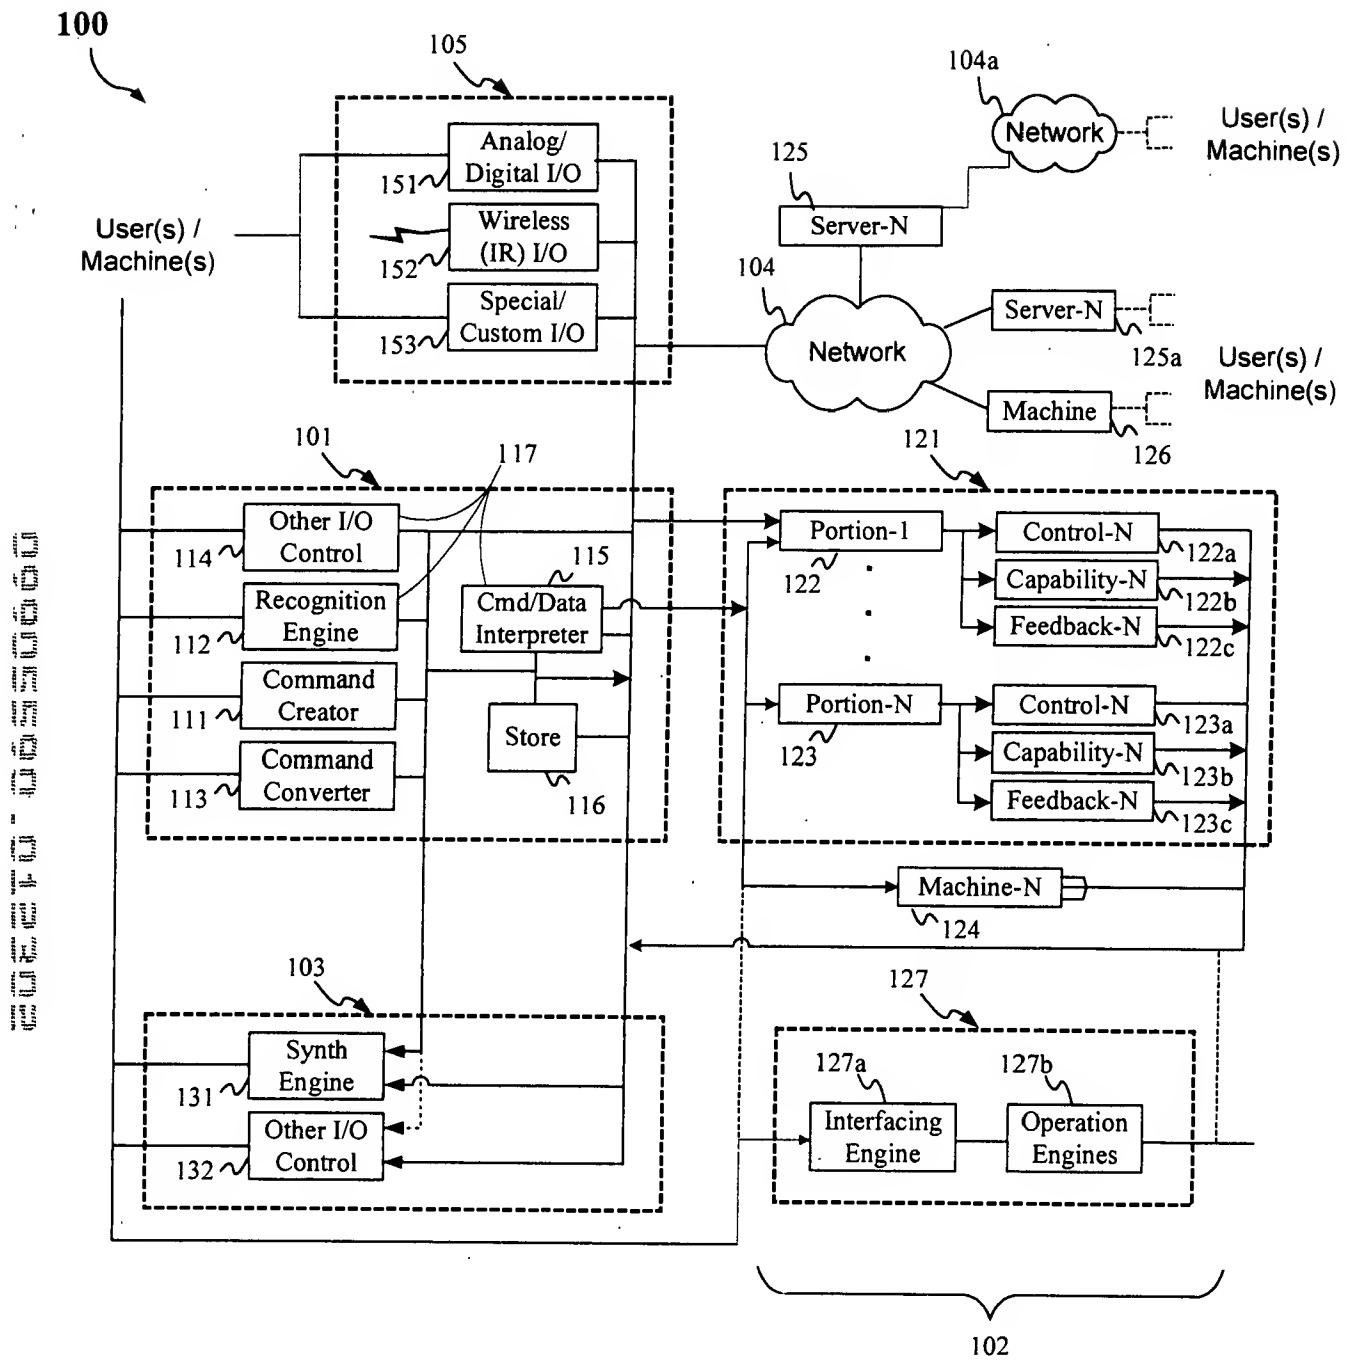 100
105
104a
Network
User(s) /
Machine(s)
Analog/
Digital I/O
151
125
Server-N
User(s) /
Machine(s)
Wireless
(IR) I/O
152
104
Network
Server-N
125a
Special/
Custom I/O
153
User(s) /
Machine(s)
Machine
126
101
117
121
Other I/O
Control
114
Portion-1
122
Control-N
122a
115
Cmd/Data
Interpreter
Capability-N
122b
Recognition
Engine
112
Feedback-N
122c
Command
Creator
111
Store
116
Portion-N
123
Control-N
123a
Command
Converter
113
Capability-N
123b
Feedback-N
123c
Machine-N
124
103
127
Synth
Engine
131
127a
127b
Other I/O
Control
132
Interfacing
Engine
Operation
Engines
102